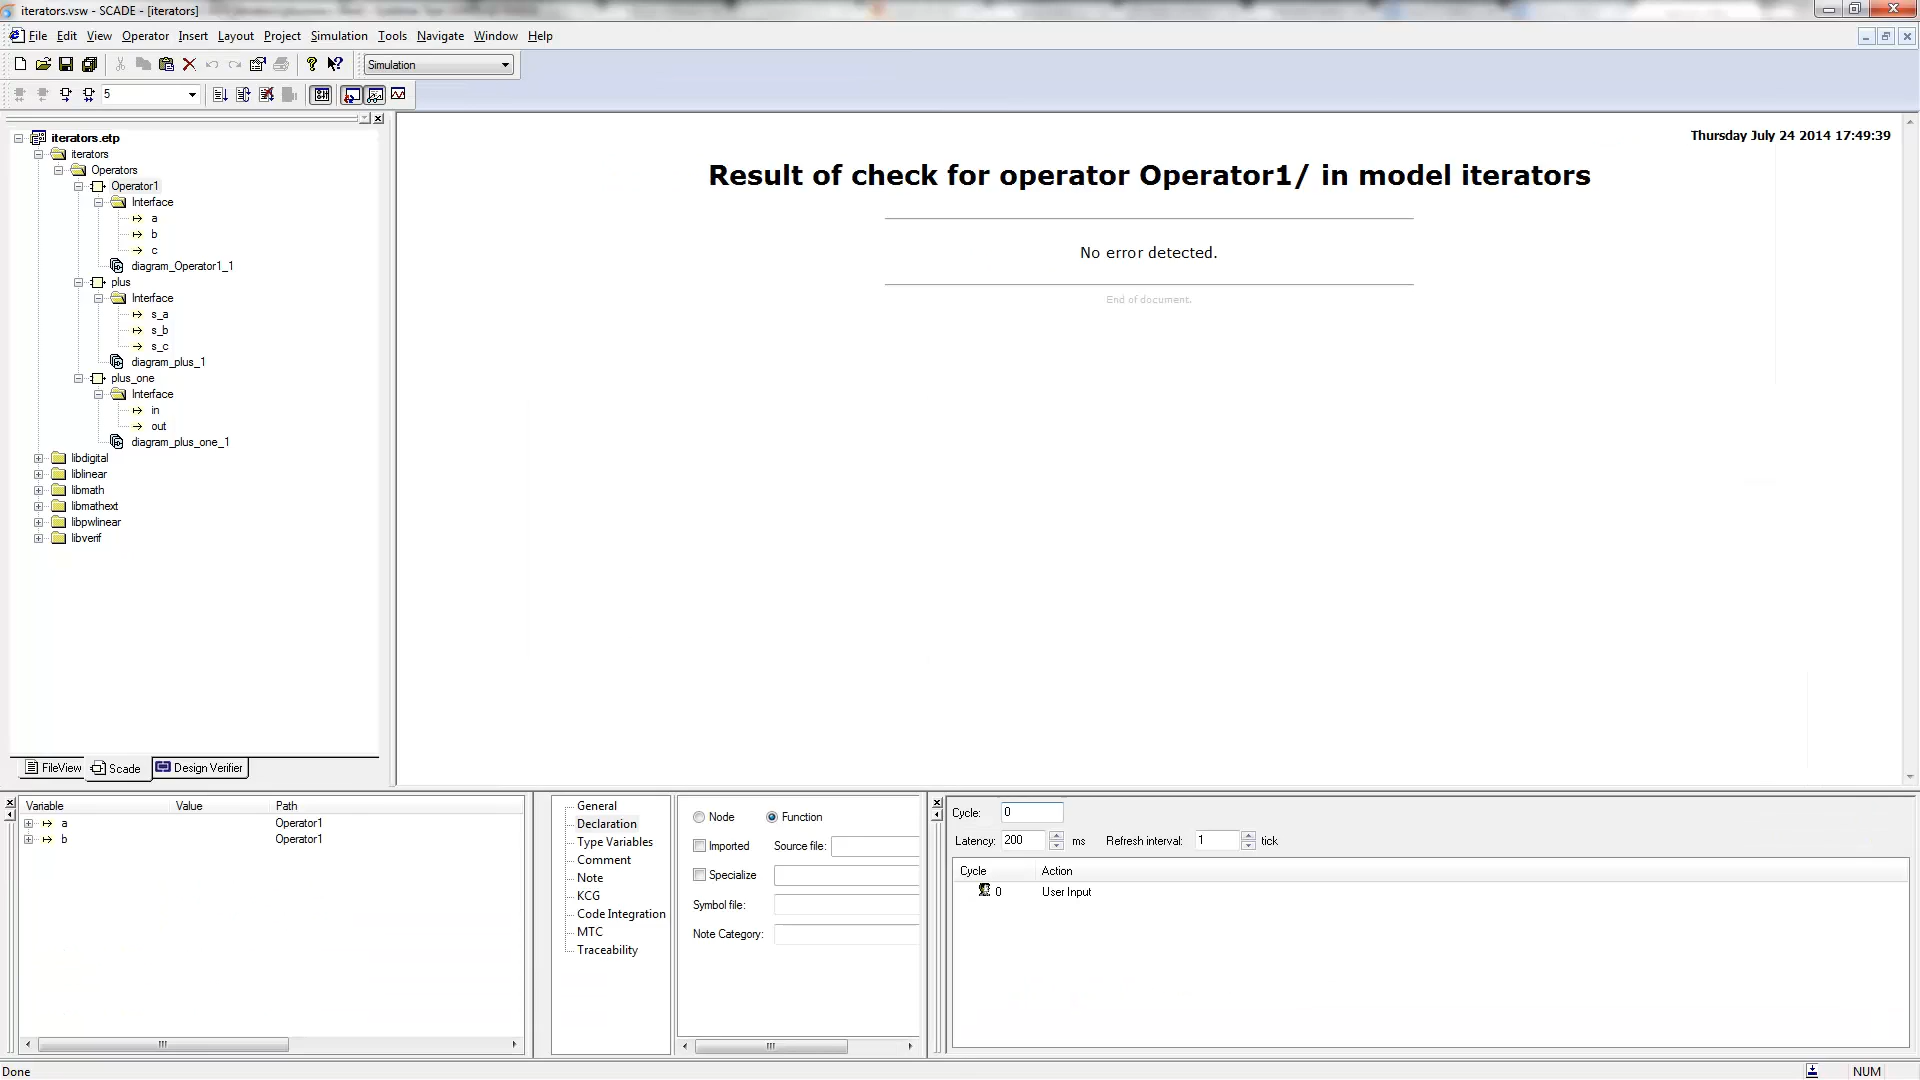 iterators.vsw - SCADE - [iterators]
File Edit View Operator Insert Layout Project Simulation Tools Navigate Window Help
Simulation
5
iterators.etp
iterators
Operators
Operator1
Interface
a
b
c
diagram_Operator1_1
plus
Interface
s_a
s_b
s_c
diagram_plus_1
plus_one
Interface
in
out
diagram_plus_one_1
libdigital
liblinear
libmath
libmathext
libpwlinear
libverif
FileView Scade Design Verifier
Thursday July 24 2014 17:49:39
Result of check for operator Operator1/ in model iterators
No error detected.
End of document.
Variable Value Path
a Operator1
b Operator1
General
Declaration
Type Variables
Comment
Note
KCG
Code Integration
MTC
Traceability
Node Function
Imported Source file:
Specialize
Symbol file:
Note Category:
Cycle: 0
Latency: 200 ms Refresh interval: 1 tick
Cycle Action
0 User Input
Done NUM